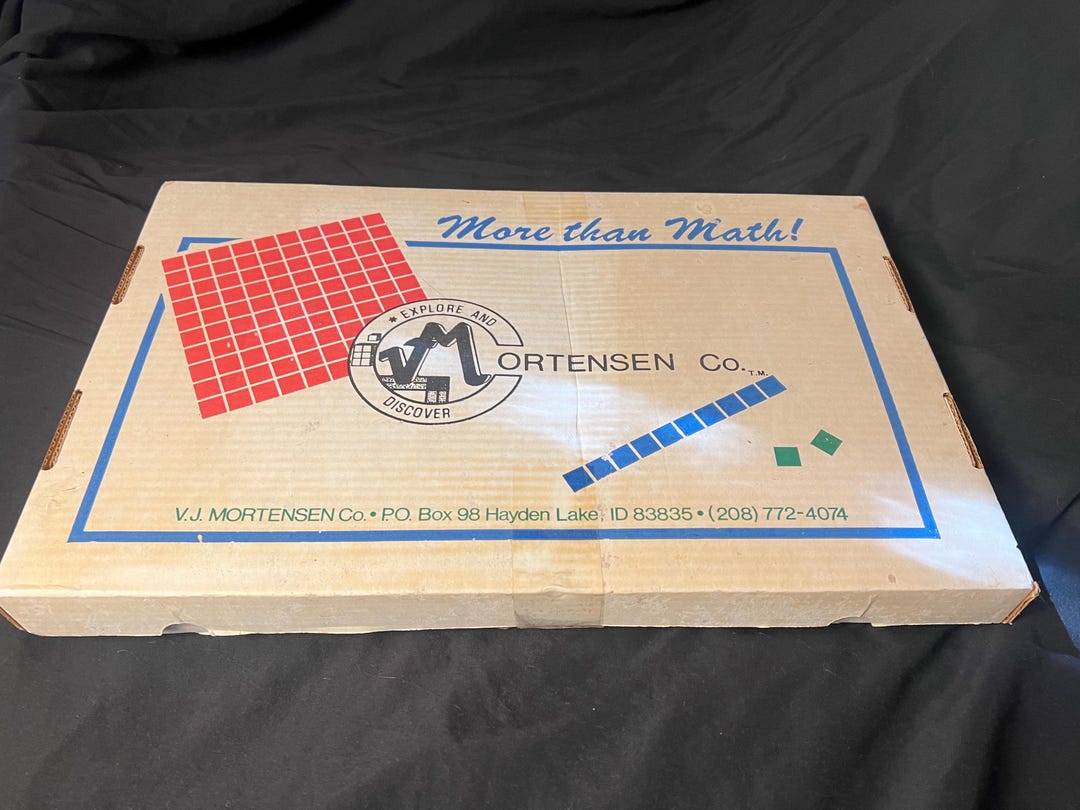 More than Math!
* EXPLORE AND
VM
ORTENSEN Co. T.M.
DISCOVER
V.J. MORTENSEN Co. • P.O. Box 98 Hayden Lake, ID 83835 • (208) 772-4074